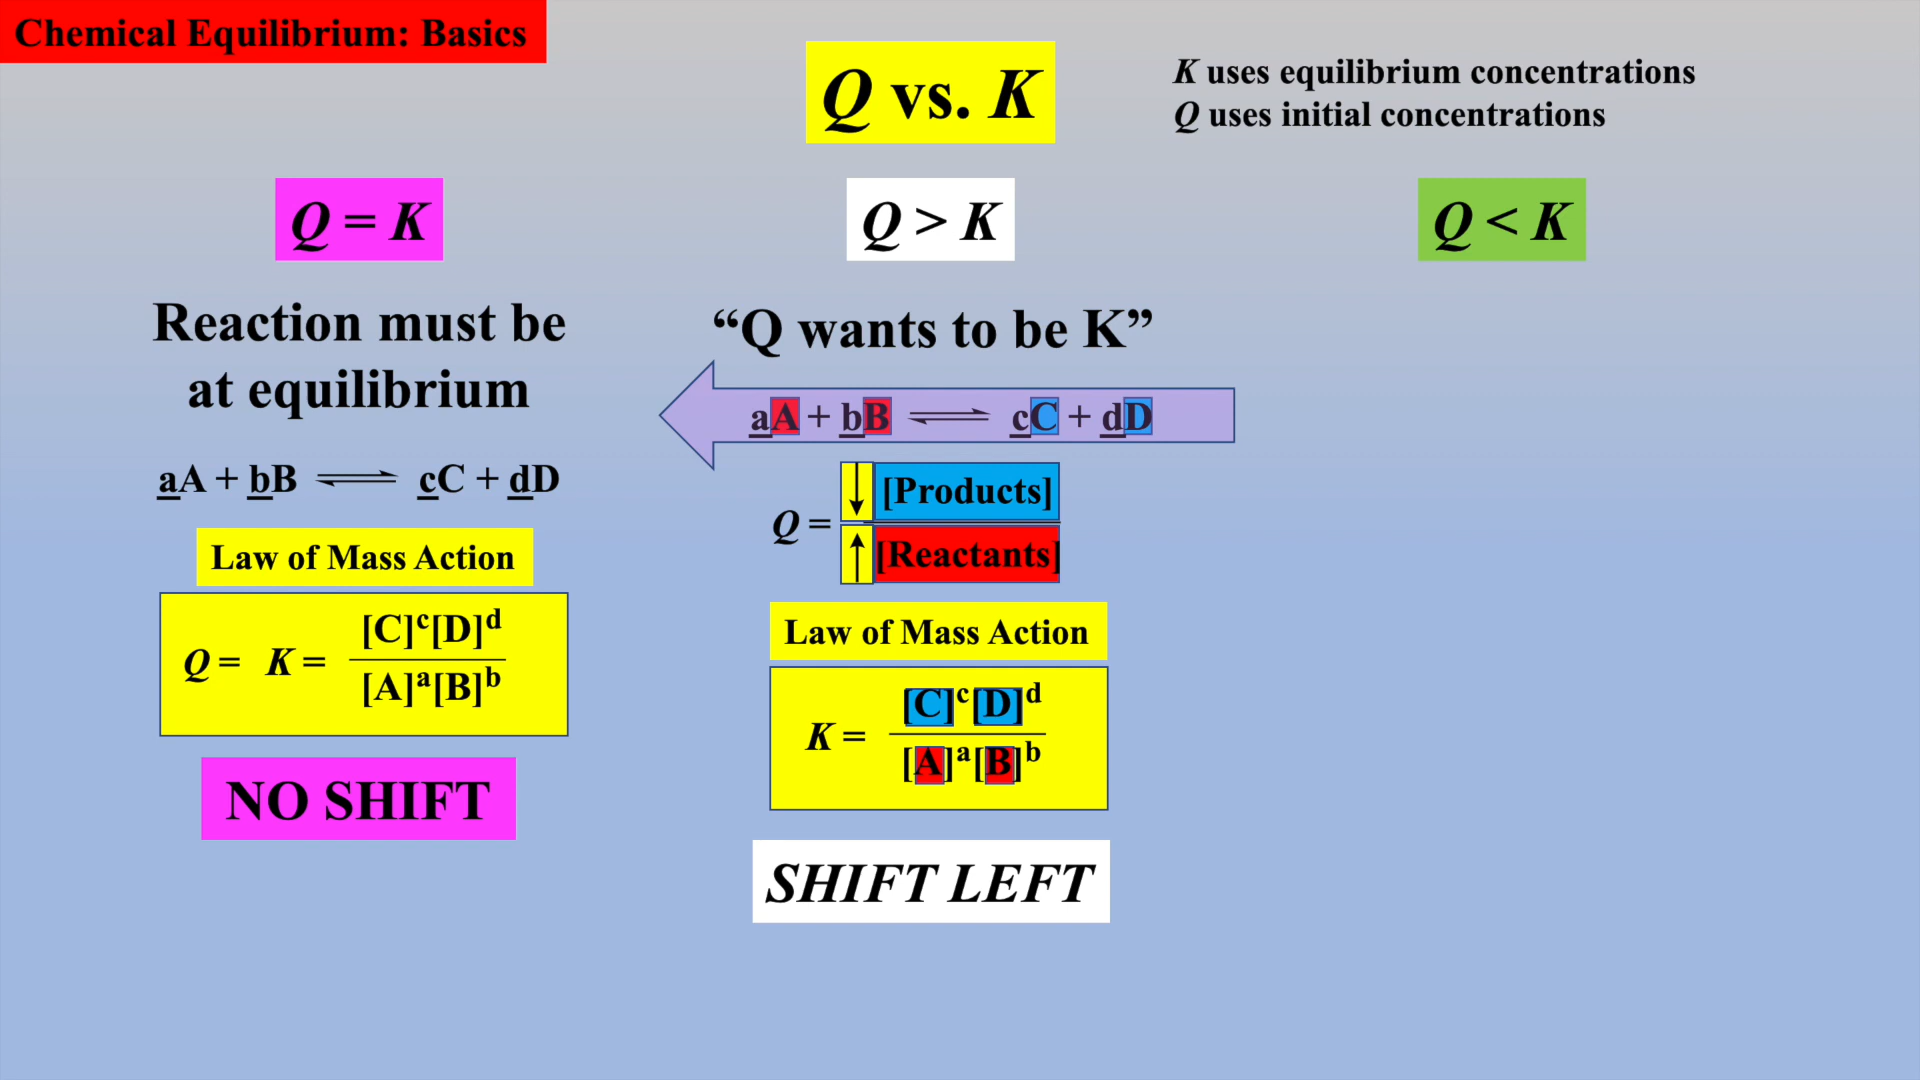 Chemical Equilibrium: Basics
Q vs. K
K uses equilibrium concentrations
Q uses initial concentrations
Q = K
Reaction must be
at equilibrium
aA + bB ⇌ cC + dD
Law of Mass Action
Q = K = [C]ᶜ[D]ᵈ
[A]ᵃ[B]ᵇ
NO SHIFT
Q > K
“Q wants to be K”
aA + bB ⇌ cC + dD
Q = ↓ [Products]
↑ [Reactants]
Law of Mass Action
K = [C]ᶜ[D]ᵈ
[A]ᵃ[B]ᵇ
SHIFT LEFT
Q < K